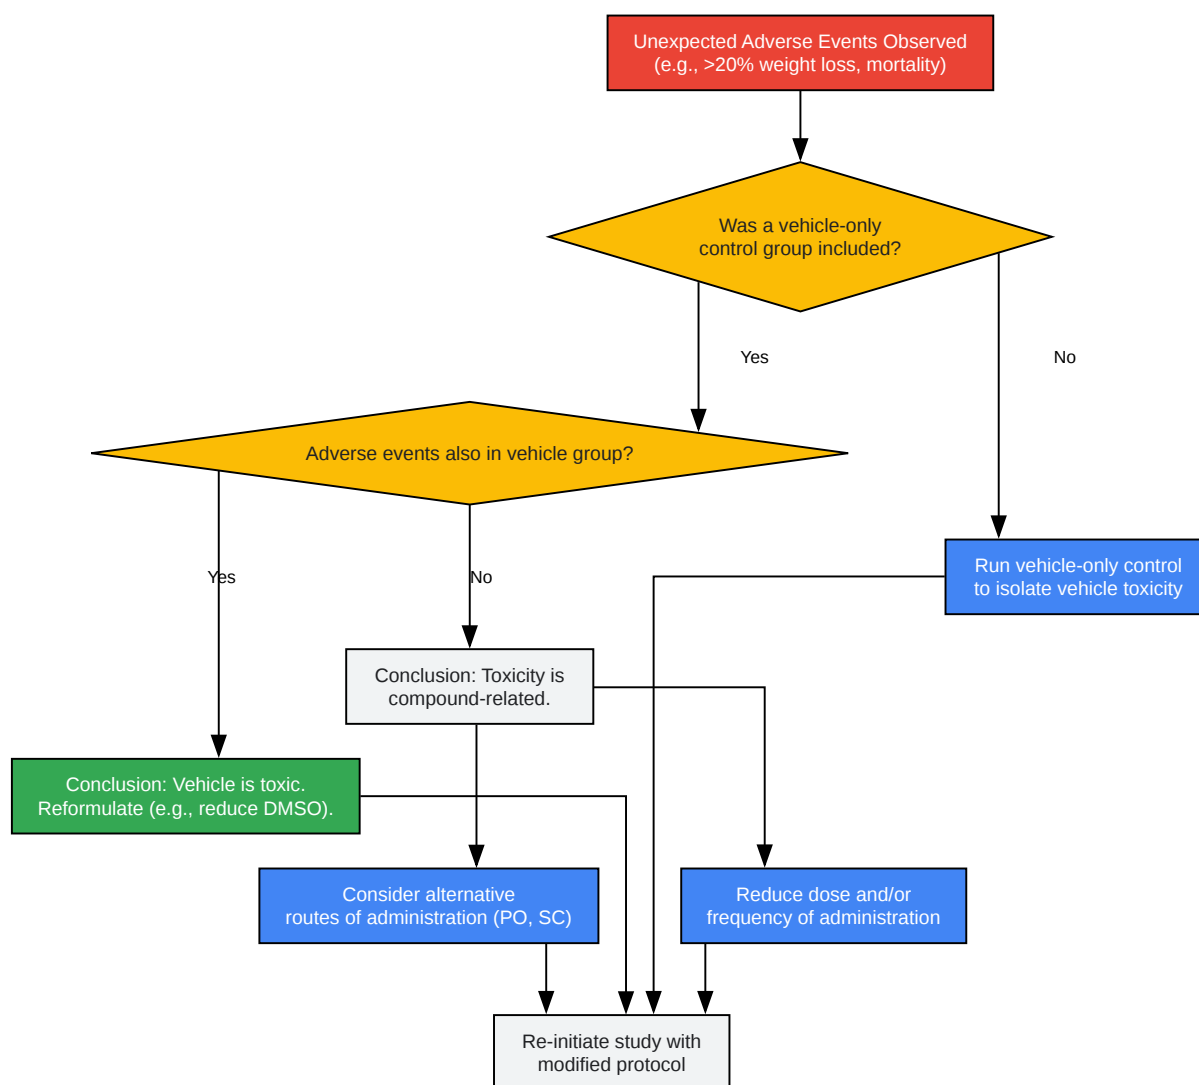 Unexpected Adverse Events Observed
(e.g., >20% weight loss, mortality)
Was a vehicle-only
control group included?
Yes
No
Adverse events also in vehicle group?
Yes
No
Run vehicle-only control
to isolate vehicle toxicity
Conclusion: Toxicity is
compound-related.
Conclusion: Vehicle is toxic.
Reformulate (e.g., reduce DMSO).
Consider alternative
routes of administration (PO, SC)
Reduce dose and/or
frequency of administration
Re-initiate study with
modified protocol